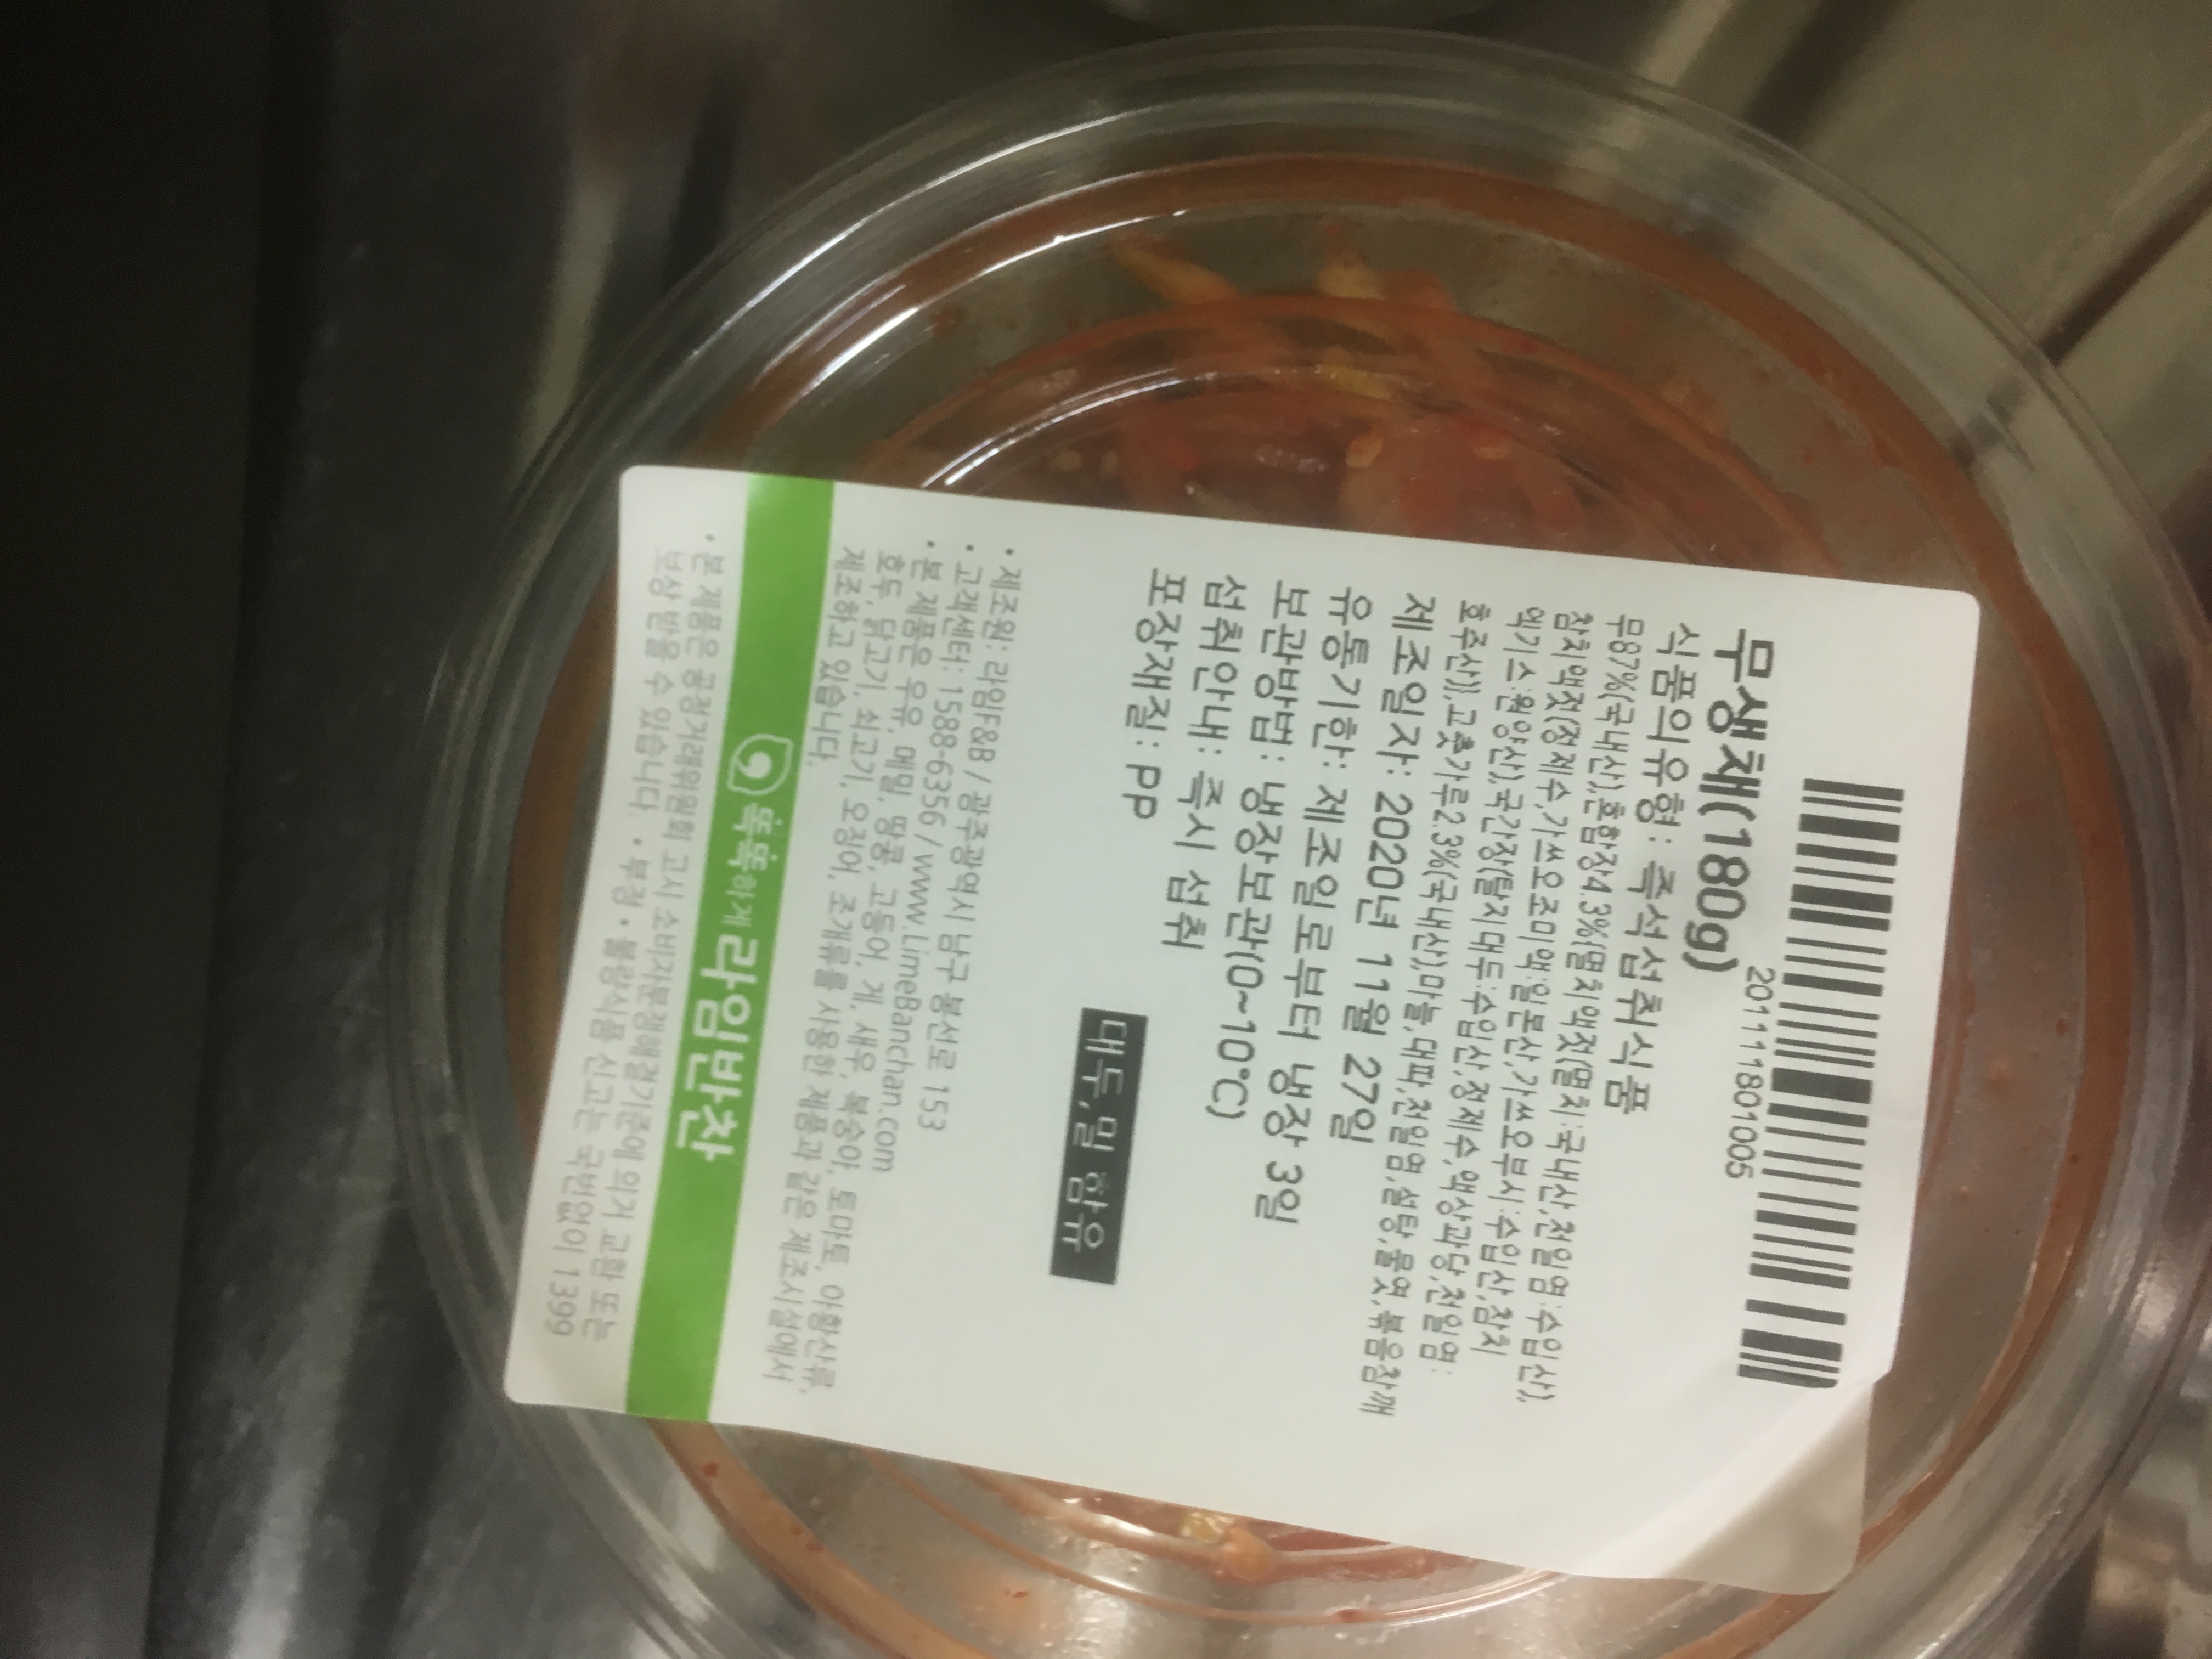 201111801005
무생채(180g)
식품의유형: 즉석섭취식품
무87%(국내산),혼합장4.3%{멸치액젓(멸치:국내산,천일염:수입산),
참치액젓(정제수,가쓰오조미액:일본산,가쓰오부시:수입산,참치
엑기스:원양산),국간장(탈지대두:수입산,정제수,액상과당,천일염:
호주산)},고춧가루2.3%(국내산),마늘,대파,천일염,설탕,물엿,볶음참깨
제조일자: 2020년 11월 27일
유통기한: 제조일로부터 냉장 3일
보관방법: 냉장보관(0~10°C)
섭취안내: 즉시 섭취
포장재질: PP
대두,밀 함유
• 제조원: 라임F&B / 광주광역시 남구 봉선로 153
• 고객센터: 1588-6356 / www.LimeBanchan.com
• 본 제품은 우유, 메밀, 땅콩, 고등어, 게, 새우, 복숭아, 토마토, 아황산류,
호두, 닭고기, 쇠고기, 오징어, 조개류를 사용한 제품과 같은 제조시설에서
제조하고 있습니다.
똑똑하게 라임반찬
• 본 제품은 공정거래위원회 고시 소비자분쟁해결기준에 의거 교환 또는
보상 받을 수 있습니다. • 부정 • 불량식품 신고는 국번없이 1399